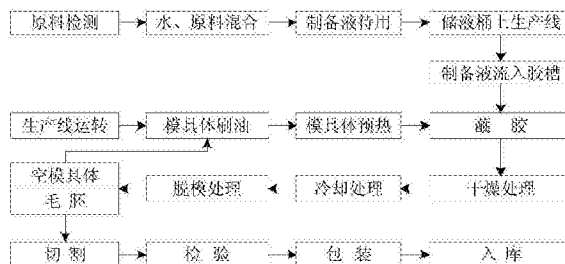 原料检测 水、原料混合 制备液待用 储液桶上生产线
制备液流入胶槽
生产线运转 模具体刷油 模具体预热 蘸 胶
空模具体 脱模处理 冷却处理 干燥处理
毛 胚
切 割 检 验 包 装 入 库